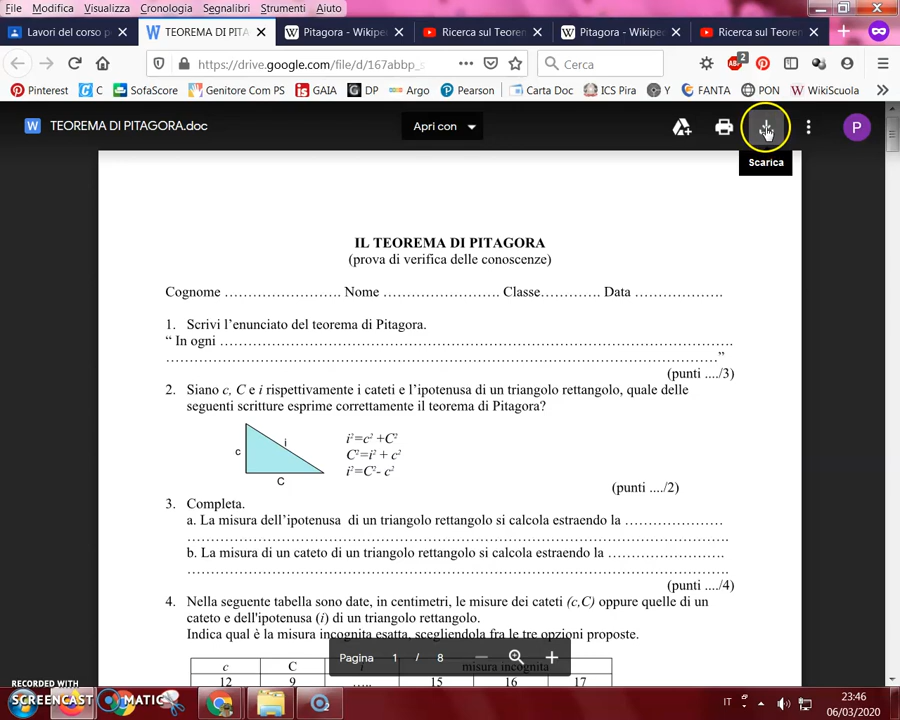 File Modifica Visualizza Cronologia Segnalibri Strumenti Aiuto
Lavori del corso p TEOREMA DI PITA Pitagora - Wikipe Ricerca sul Teorem Pitagora - Wikipec Ricerca sul Teorem
https://drive.google.com/file/d/167abbp_s Cerca 2
Pinterest C SofaScore Genitore Com PS GAIA DP Argo Pearson Carta Doc ICS Pira Y FANTA PON WikiScuola
W TEOREMA DI PITAGORA.doc Apri con P
Scarica
IL TEOREMA DI PITAGORA
(prova di verifica delle conoscenze)
Cognome ……………………. Nome ……………………. Classe…………. Data ……………….
1. Scrivi l’enunciato del teorema di Pitagora.
“ In ogni …………………………………………………………………………………………….
………………………………………………………………………………………………………”
(punti ..../3)
2. Siano c, C e i rispettivamente i cateti e l’ipotenusa di un triangolo rettangolo, quale delle
seguenti scritture esprime correttamente il teorema di Pitagora?
c i C
i²=c² +C²
C²=i² + c²
i²=C²- c²
(punti ..../2)
3. Completa.
a. La misura dell’ipotenusa di un triangolo rettangolo si calcola estraendo la …………………
…………………………………………………………………………………………………….
b. La misura di un cateto di un triangolo rettangolo si calcola estraendo la …………………….
…………………………………………………………………………………………………….
(punti ..../4)
4. Nella seguente tabella sono date, in centimetri, le misure dei cateti (c,C) oppure quelle di un
cateto e dell'ipotenusa (i) di un triangolo rettangolo.
Indica qual è la misura incognita esatta, scegliendola fra le tre opzioni proposte.
Pagina 1 / 8
c C misura incognita
12 9 ….. 15 16 17
RECORDED WITH
SCREENCAST MATIC
IT 23:46
06/03/2020